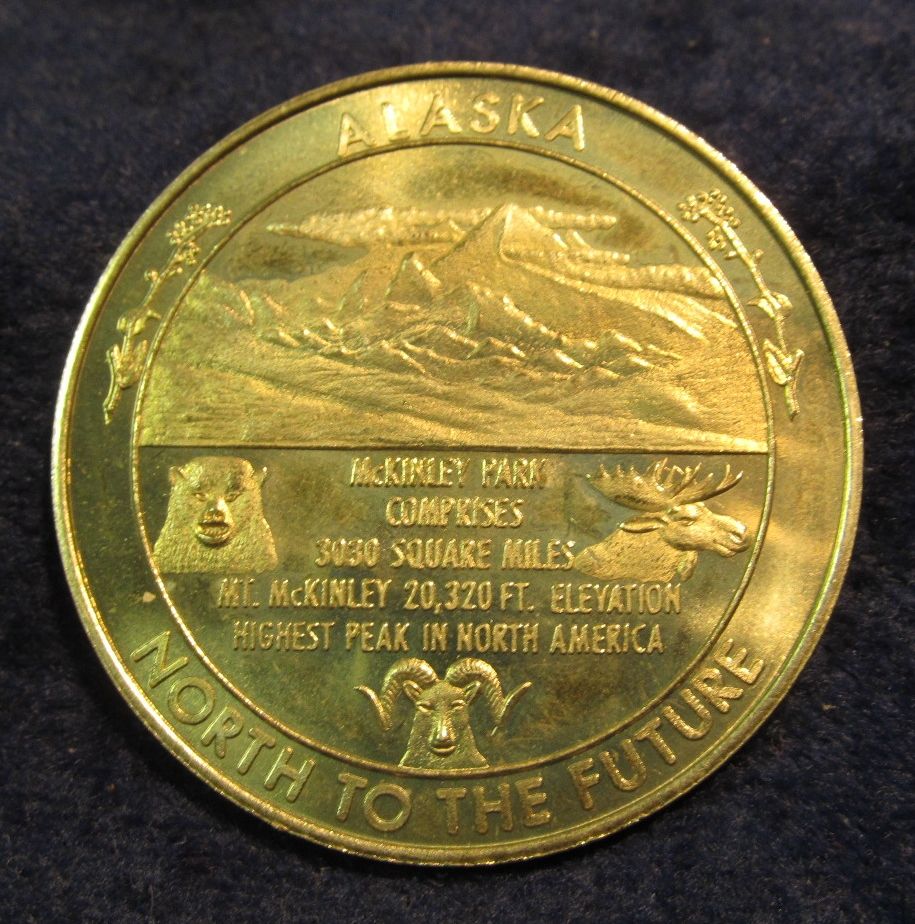 ALASKA
McKINLEY PARK
COMPRISES
3030 SQUARE MILES
MT. McKINLEY 20,320 FT. ELEVATION
HIGHEST PEAK IN NORTH AMERICA
NORTH TO THE FUTURE